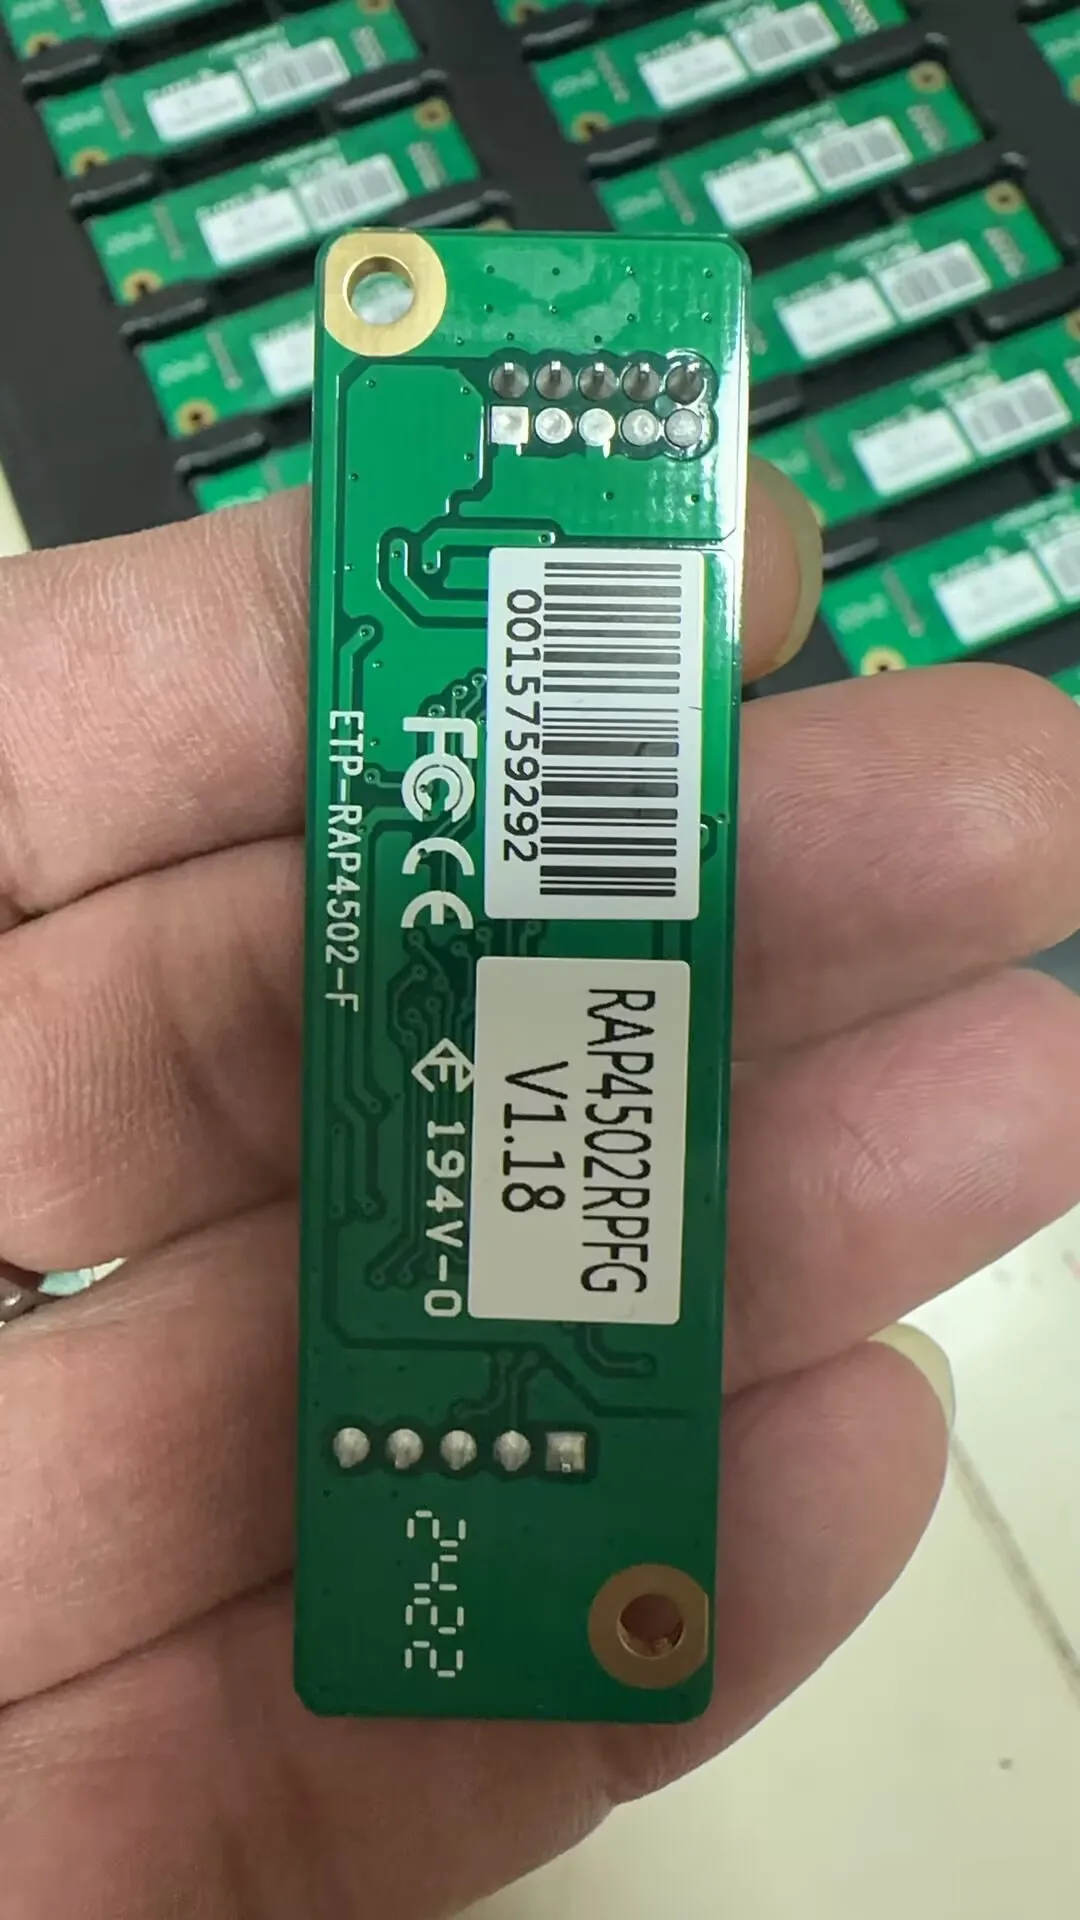 0015759292
RAP4502RPFG
V1.18
FC CE
E 194V-0
ETP-RAP4502-F
2422